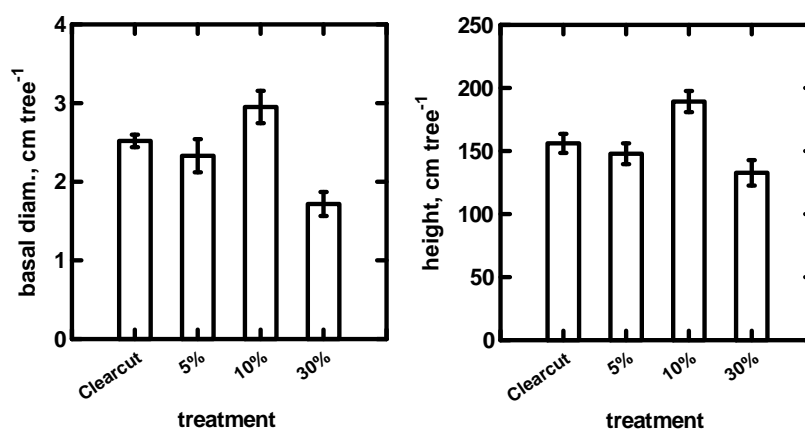 basal diam., cm tree⁻¹
4
3
2
1
0
Clearcut
5%
10%
30%
treatment
height, cm tree⁻¹
250
200
150
100
50
0
Clearcut
5%
10%
30%
treatment